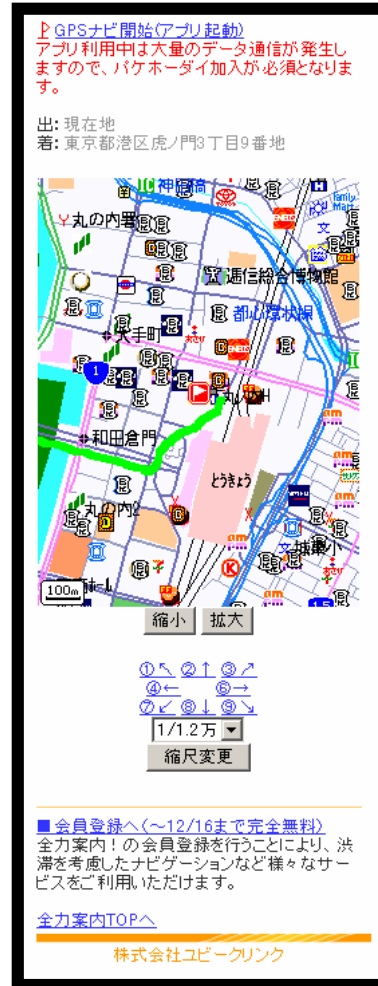 GPSナビ開始(アプリ起動)
アプリ利用中は大量のデータ通信が発生し
ますので、パケホーダイ加入が必須となりま
す。
出:現在地
着:東京都港区虎ノ門3丁目9番地
丸の内署
通信総合博物館
都心環状線
大手町
1
和田倉門
とうきょう
丸の内2
100m
縮小 拡大
①↖ ②↑ ③↗
④← ⑥→
⑦↙ ⑧↓ ⑨↘
1/1.2万
縮尺変更
■会員登録へ(~12/16まで完全無料)
全力案内!の会員登録を行うことにより、渋
滞を考慮したナビゲーションなど様々なサー
ビスをご利用いただけます。
全力案内TOPへ
株式会社ユビークリンク